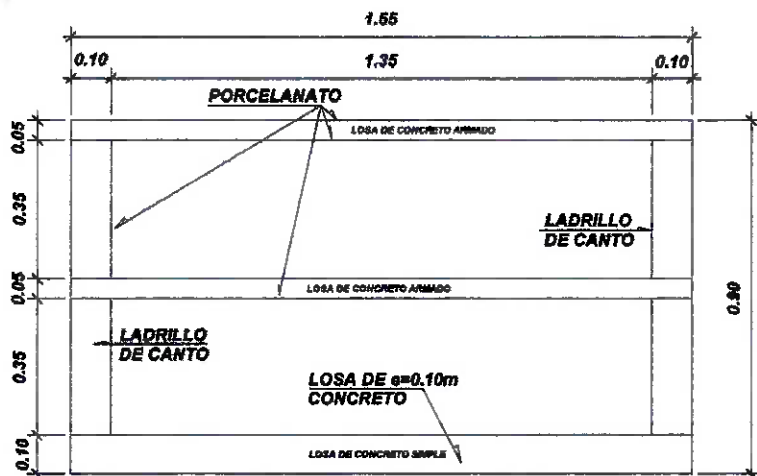 1.55
0.10
1.35
0.10
PORCELANATO
LOSA DE CONCRETO ARMADO
0.05
0.35
LADRILLO
DE CANTO
0.05
LOSA DE CONCRETO ARMADO
0.90
LADRILLO
DE CANTO
0.35
LOSA DE e=0.10m
CONCRETO
LOSA DE CONCRETO SIMPLE
0.10